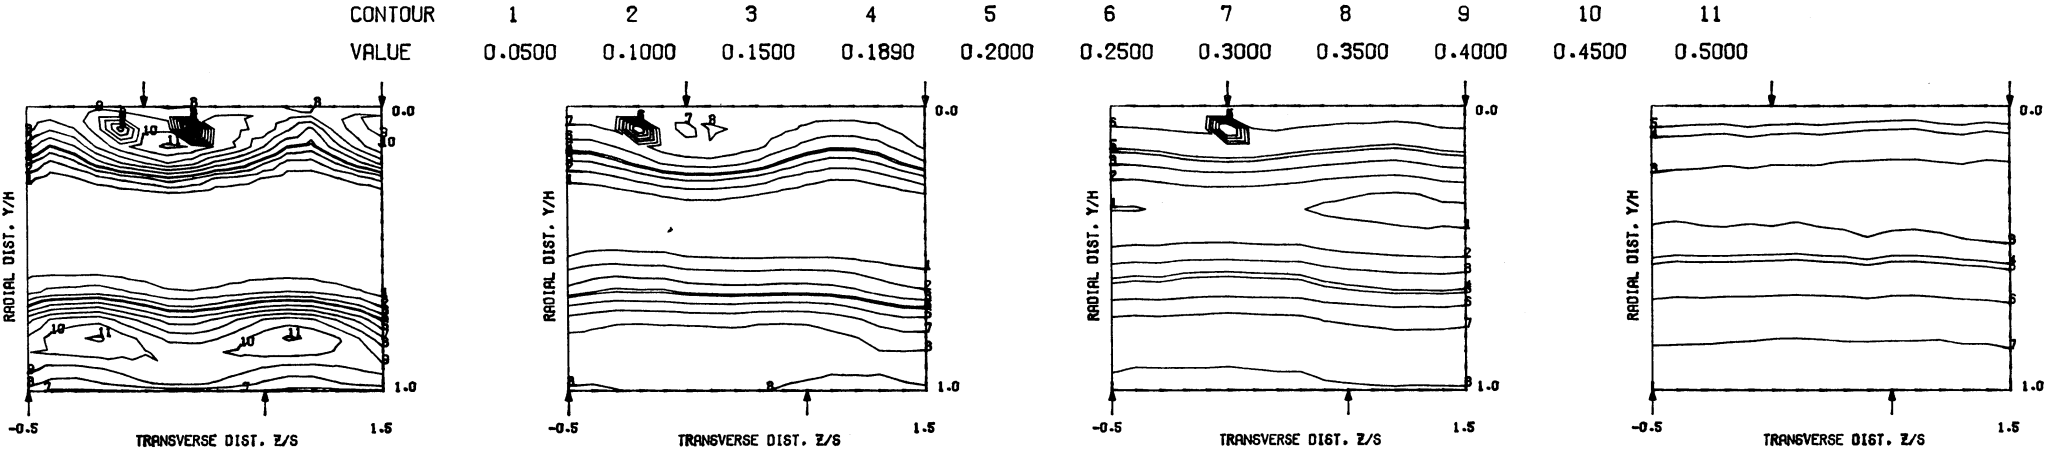 CONTOUR 1 2 3 4 5 6 7 8 9 10 11
VALUE 0.0500 0.1000 0.1500 0.1890 0.2000 0.2500 0.3000 0.3500 0.4000 0.4500 0.5000
0.0 0.0 0.0 0.0
RADIAL DIST. Y/H RADIAL DIST. Y/H RADIAL DIST. Y/H RADIAL DIST. Y/H
1.0 1.0 1.0 1.0
-0.5 1.5 -0.5 1.5 -0.5 1.5 -0.5 1.5
TRANSVERSE DIST. Z/S TRANSVERSE DIST. Z/S TRANSVERSE DIST. Z/S TRANSVERSE DIST. Z/S